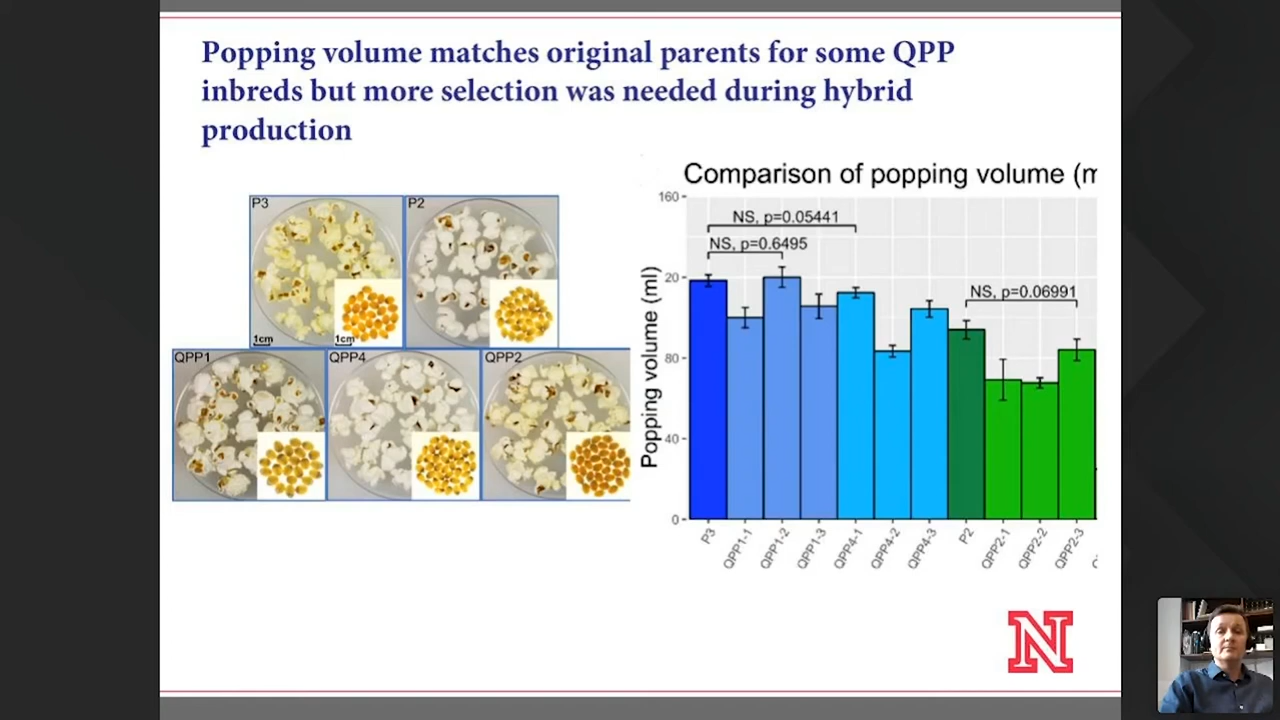 Popping volume matches original parents for some QPP
inbreds but more selection was needed during hybrid
production
P3
P2
1cm
1cm
QPP1
QPP4
QPP2
Comparison of popping volume (m
Popping volume (ml)
160
20
80
40
0
NS, p=0.05441
NS, p=0.6495
NS, p=0.06991
P3
QPP1-1
QPP1-2
QPP1-3
QPP4-1
QPP4-2
QPP4-3
P2
QPP2-1
QPP2-2
QPP2-3
N